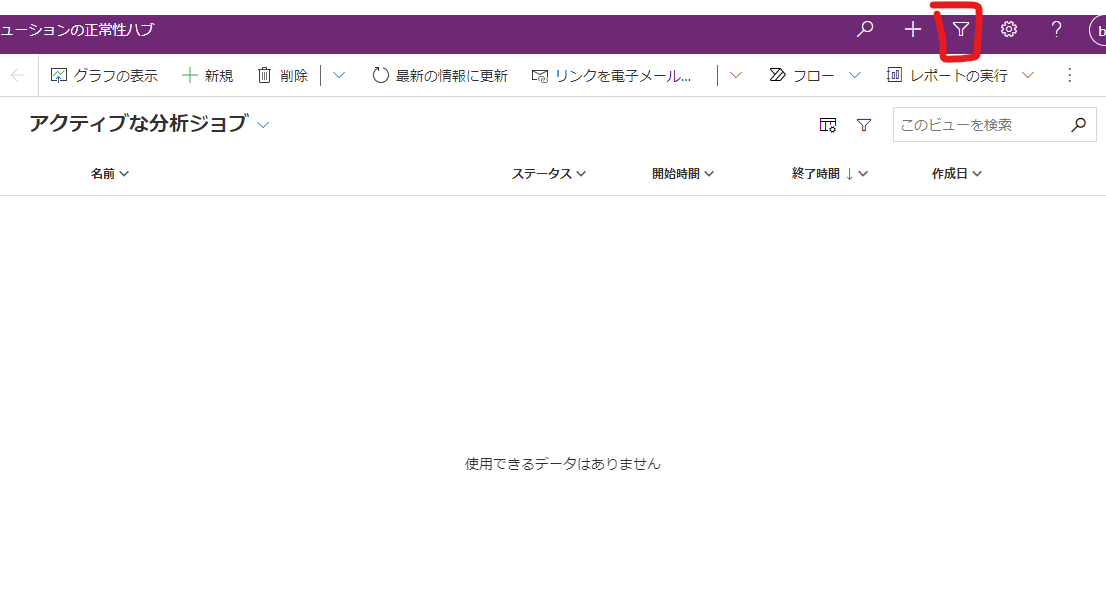 ューションの正常性ハブ ? b
グラフの表示 新規 削除 最新の情報に更新 リンクを電子メール... フロー レポートの実行
アクティブな分析ジョブ このビューを検索
名前 ステータス 開始時間 終了時間 ↓ 作成日
使用できるデータはありません